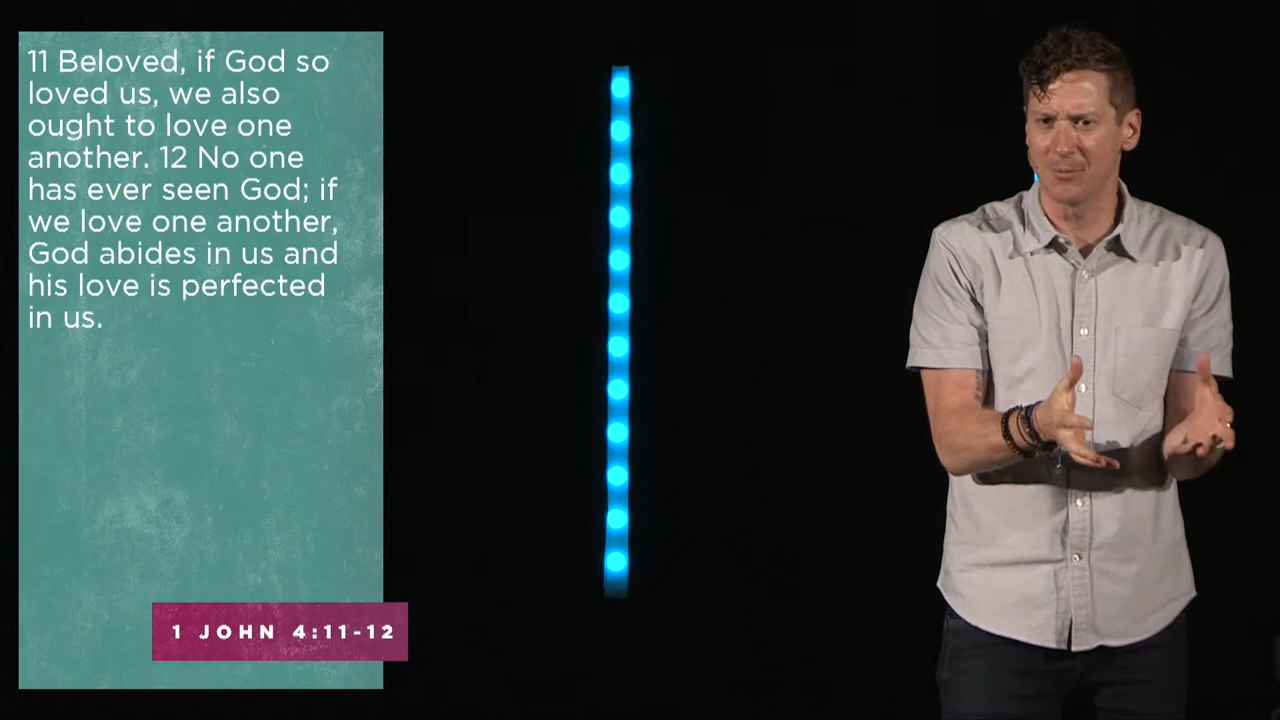 11 Beloved, if God so
loved us, we also
ought to love one
another. 12 No one
has ever seen God; if
we love one another,
God abides in us and
his love is perfected
in us.
1 JOHN 4:11-12